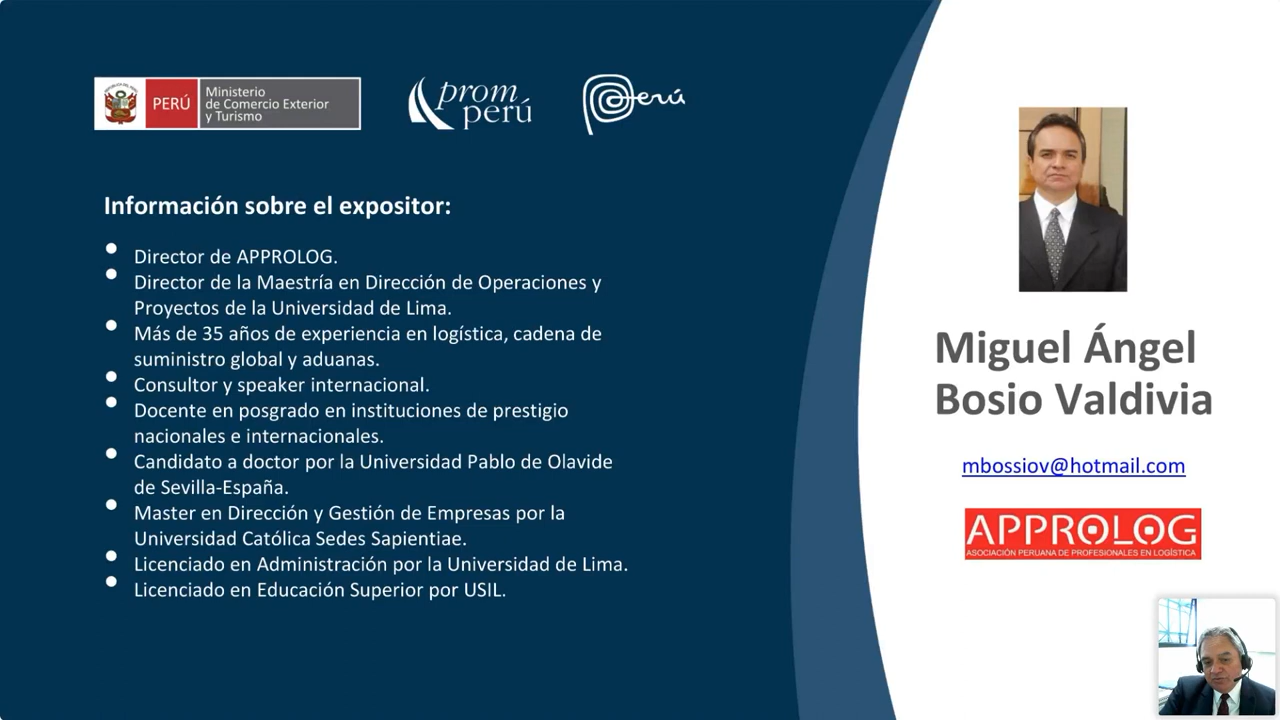 PERÚ
Ministerio
de Comercio Exterior
y Turismo
prom
perú
Perú
Información sobre el expositor:
• Director de APPROLOG.
• Director de la Maestría en Dirección de Operaciones y
Proyectos de la Universidad de Lima.
• Más de 35 años de experiencia en logística, cadena de
suministro global y aduanas.
• Consultor y speaker internacional.
• Docente en posgrado en instituciones de prestigio
nacionales e internacionales.
• Candidato a doctor por la Universidad Pablo de Olavide
de Sevilla-España.
• Master en Dirección y Gestión de Empresas por la
Universidad Católica Sedes Sapientiae.
• Licenciado en Administración por la Universidad de Lima.
• Licenciado en Educación Superior por USIL.
Miguel Ángel
Bosio Valdivia
mbossiov@hotmail.com
APPROLOG
ASOCIACIÓN PERUANA DE PROFESIONALES EN LOGÍSTICA